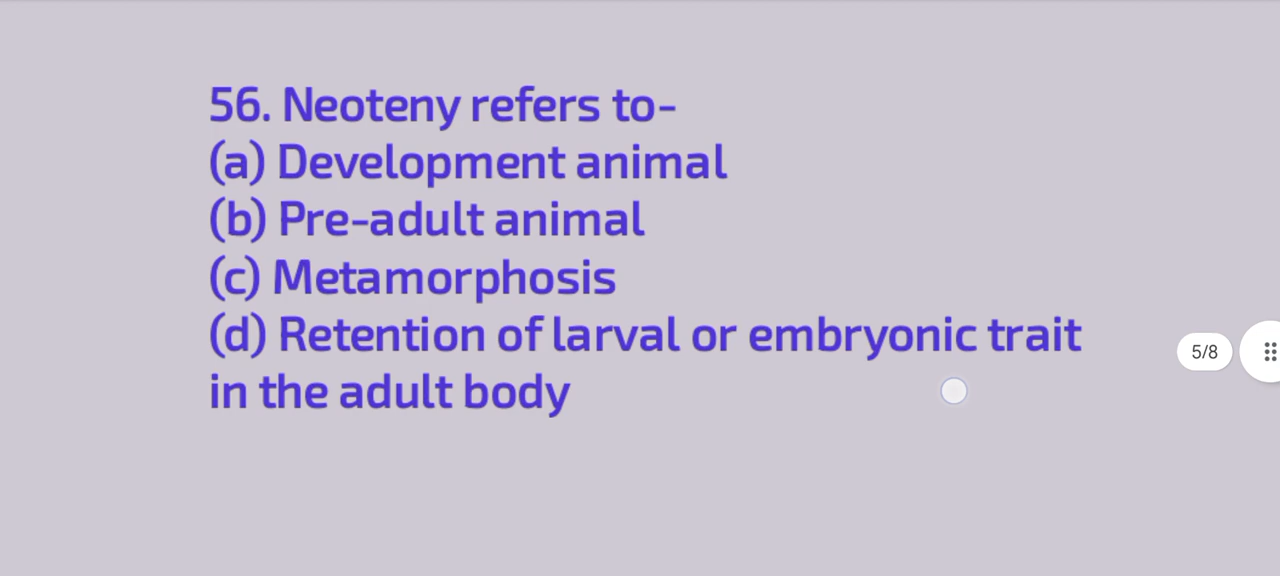 56. Neoteny refers to-
(a) Development animal
(b) Pre-adult animal
(c) Metamorphosis
(d) Retention of larval or embryonic trait
in the adult body
5/8